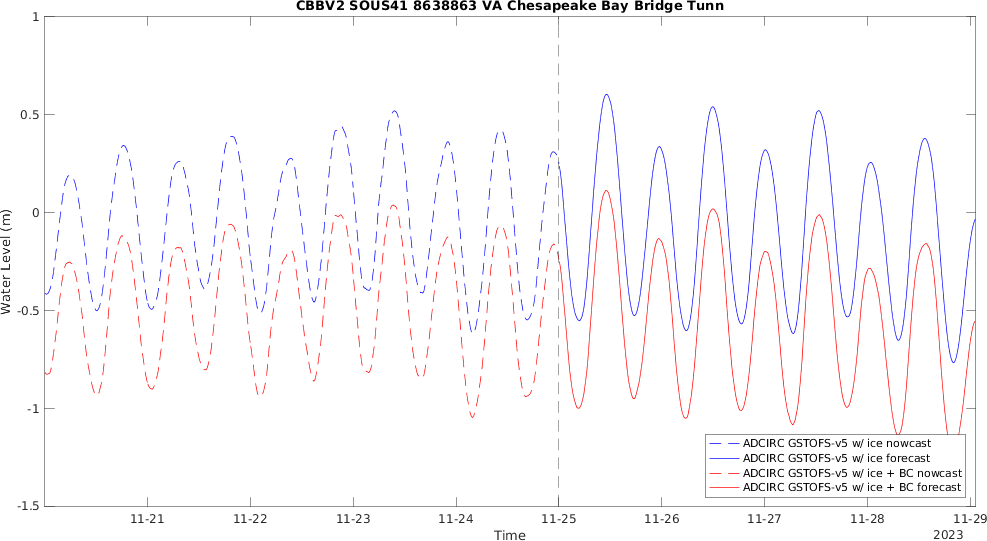 CBBV2 SOUS41 8638863 VA Chesapeake Bay Bridge Tunn
1
0.5
0
-0.5
-1
-1.5
Water Level (m)
ADCIRC GSTOFS-v5 w/ ice nowcast
ADCIRC GSTOFS-v5 w/ ice forecast
ADCIRC GSTOFS-v5 w/ ice + BC nowcast
ADCIRC GSTOFS-v5 w/ ice + BC forecast
11-21 11-22 11-23 11-24 11-25 11-26 11-27 11-28 11-29
Time
2023